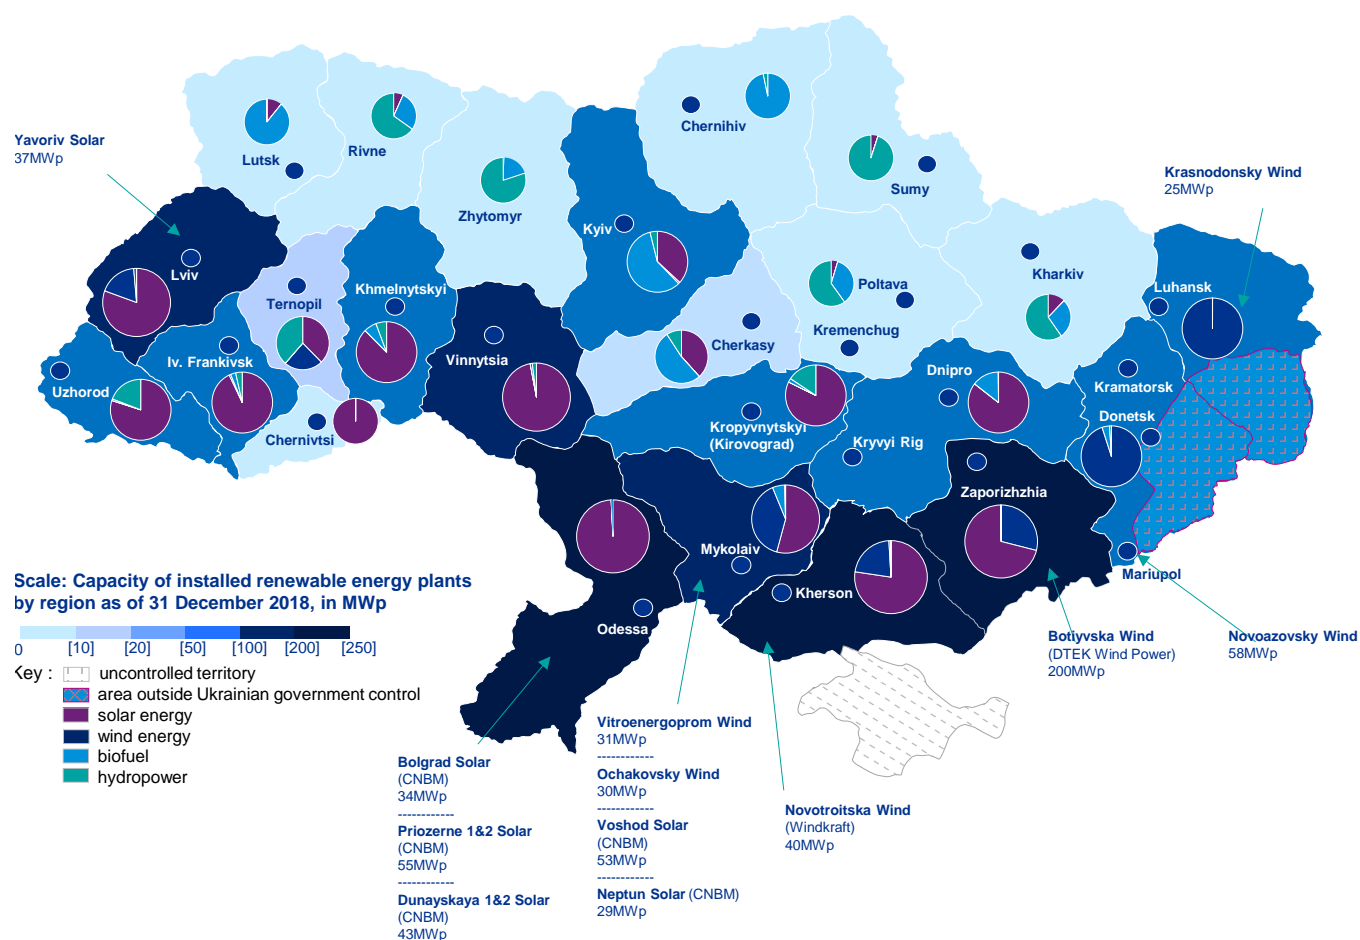 Chernihiv
Lutsk
Rivne
Yavoriv Solar
37MWp
Sumy
Krasnodonsky Wind
25MWp
Zhytomyr
Kyiv
Lviv
Kharkiv
Luhansk
Ternopil
Khmelnytskyi
Poltava
Kremenchug
Cherkasy
Vinnytsia
Iv. Frankivsk
Uzhorod
Dnipro
Kramatorsk
Donetsk
Chernivtsi
Kropyvnytskyi
(Kirovograd)
Kryvyi Rig
Zaporizhzhia
Mykolaiv
Mariupol
Kherson
Odessa
Scale: Capacity of installed renewable energy plants
by region as of 31 December 2018, in MWp
0 [10] [20] [50] [100] [200] [250]
Key :
uncontrolled territory
area outside Ukrainian government control
solar energy
wind energy
biofuel
hydropower
Botiyvska Wind
(DTEK Wind Power)
200MWp
Novoazovsky Wind
58MWp
Bolgrad Solar
(CNBM)
34MWp
------------
Priozerne 1&2 Solar
(CNBM)
55MWp
------------
Dunayskaya 1&2 Solar
(CNBM)
43MWp
Vitroenergoprom Wind
31MWp
------------
Ochakovsky Wind
30MWp
------------
Voshod Solar
(CNBM)
53MWp
------------
Neptun Solar (CNBM)
29MWp
Novotroitska Wind
(Windkraft)
40MWp